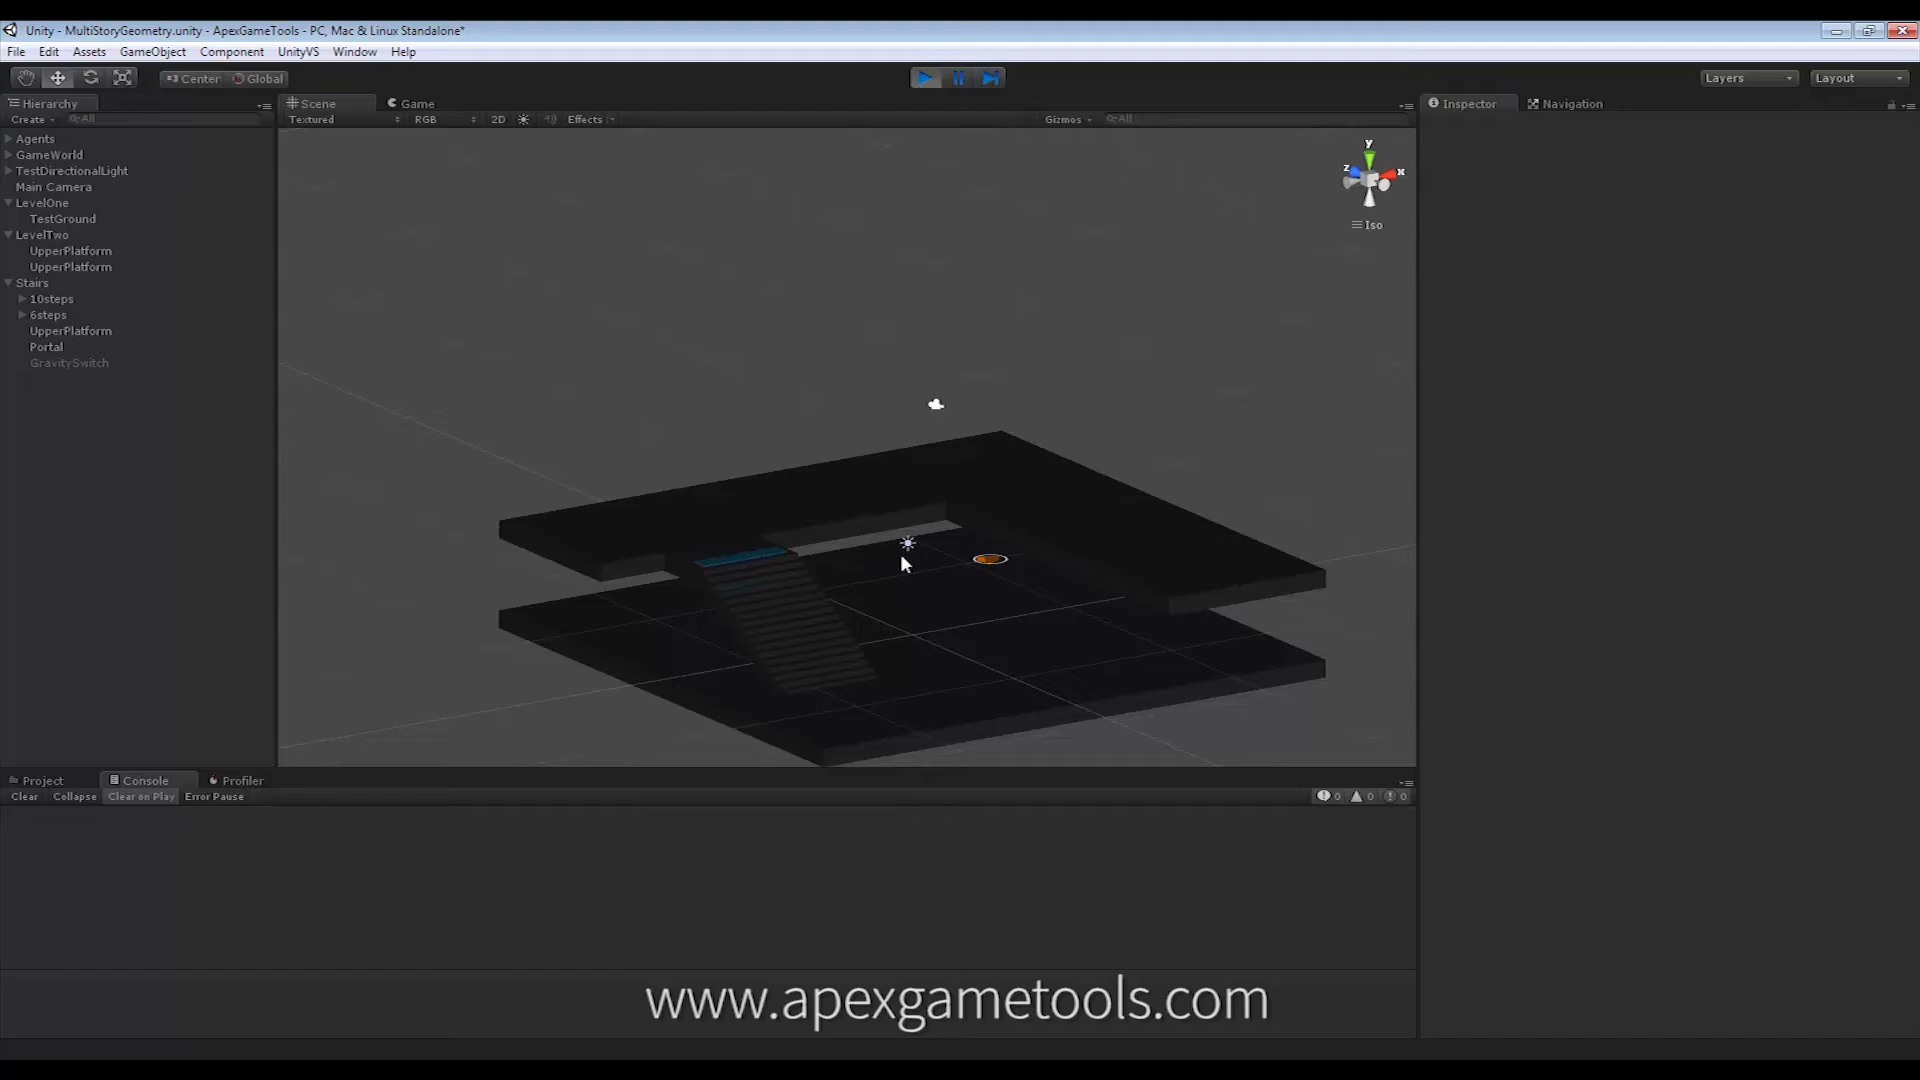 Unity - MultiStoryGeometry.unity - ApexGameTools - PC, Mac & Linux Standalone*
File Edit Assets GameObject Component UnityVS Window Help
Center Global Layers Layout
Hierarchy Scene Game Inspector Navigation
Create All Textured RGB 2D Effects Gizmos All
Agents
GameWorld
TestDirectionalLight
Main Camera
LevelOne
TestGround
LevelTwo
UpperPlatform
UpperPlatform
Stairs
10steps
6steps
UpperPlatform
Portal
GravitySwitch
y
z x
Iso
Project Console Profiler
Clear Collapse Clear on Play Error Pause 0 0 0
www.apexgametools.com